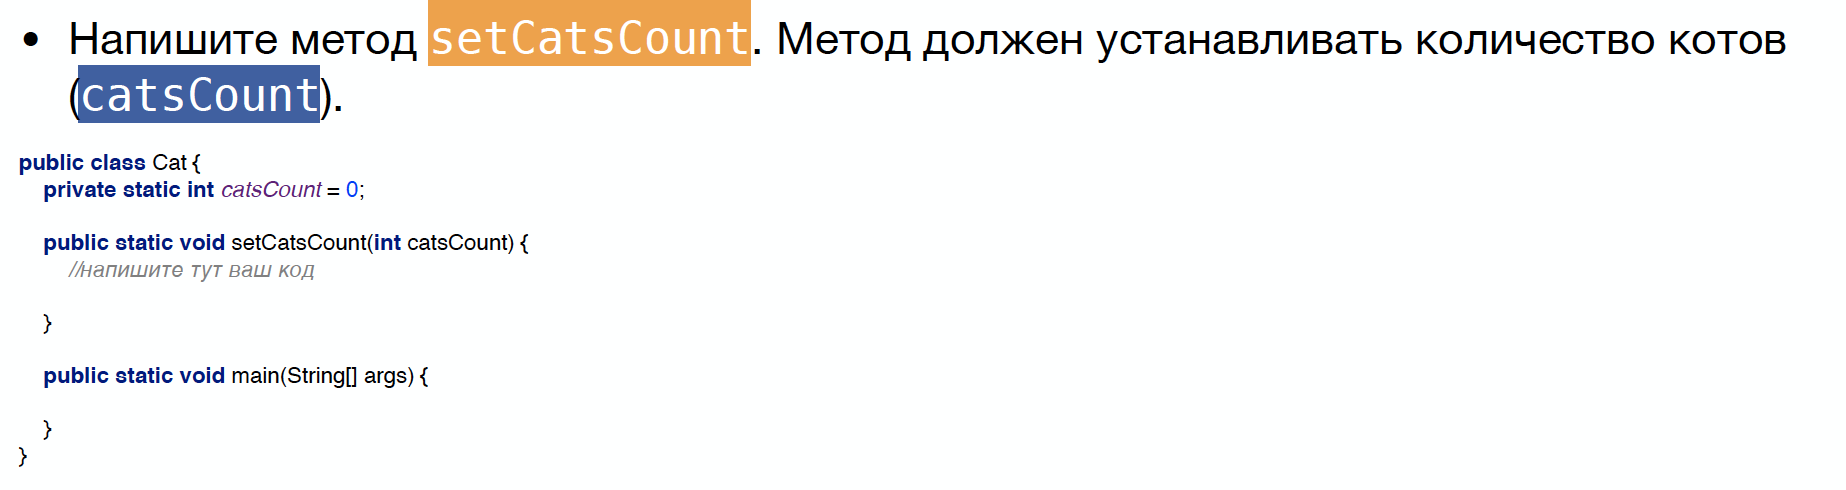 • Напишите метод setCatsCount. Метод должен устанавливать количество котов
(catsCount).
public class Cat {
private static int catsCount = 0;
public static void setCatsCount(int catsCount) {
//напишите тут ваш код
}
public static void main(String[] args) {
}
}